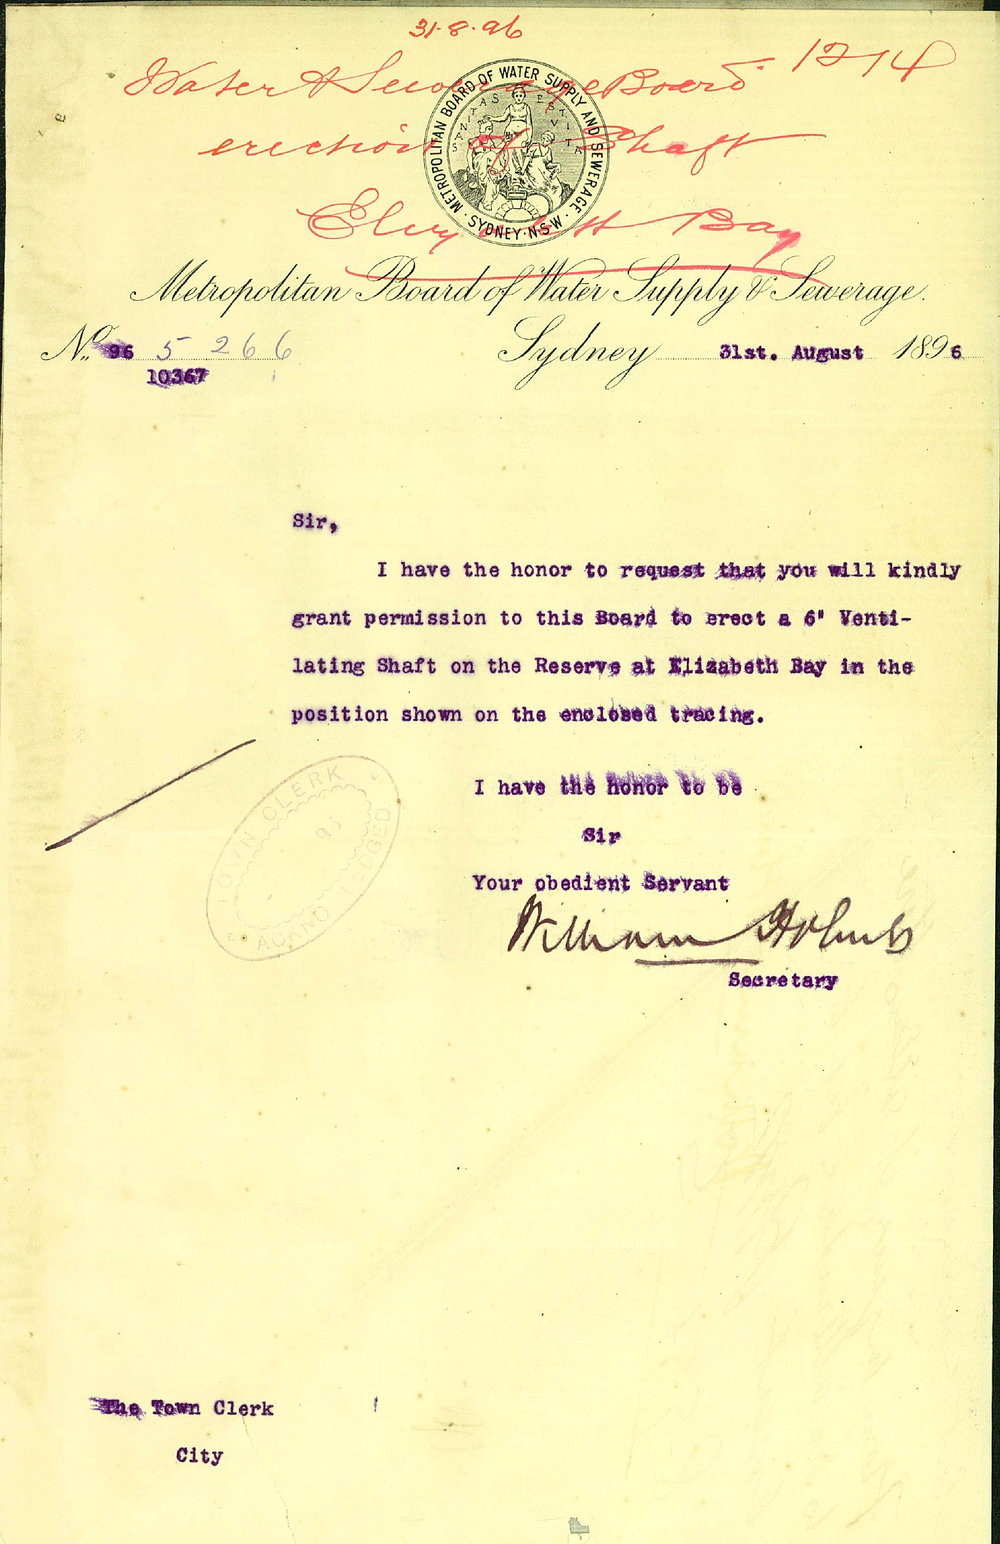 31-8-96
Water & Sewerage Board 1214
erection of Shaft
Elizabeth Bay
METROPOLITAN BOARD OF WATER SUPPLY AND SEWERAGE
SYDNEY · N·S·W
SANITAS
Metropolitan Board of Water Supply & Sewerage.
No. 96 5266 Sydney 31st. August 1896
10367
Sir,
I have the honor to request that you will kindly
grant permission to this Board to erect a 6" Venti-
lating Shaft on the Reserve at Elizabeth Bay in the
position shown on the enclosed tracing.
I have the honor to be
Sir
Your obedient Servant
TOWN CLERK
William Holmes
Secretary
The Town Clerk
City